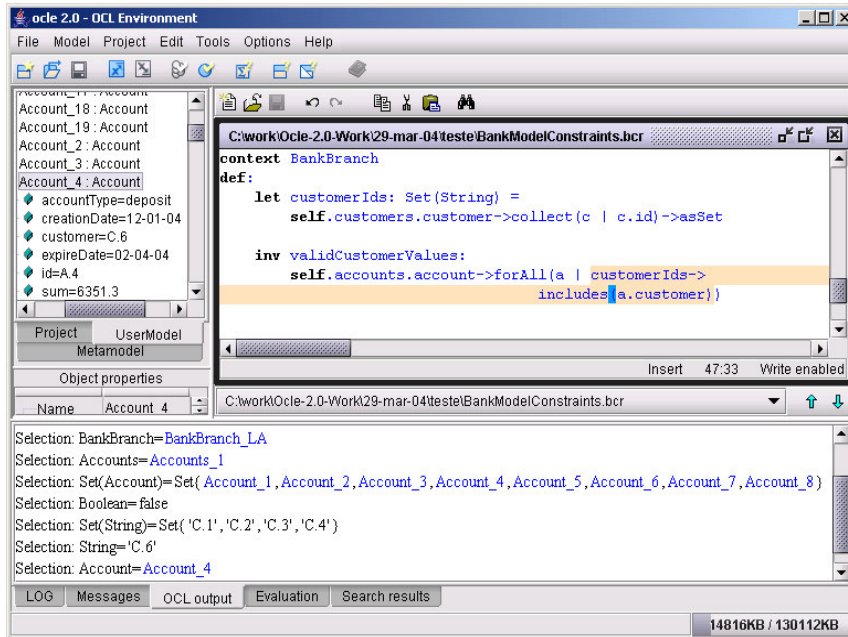 ocle 2.0 - OCL Environment
File Model Project Edit Tools Options Help
Account_18 : Account
Account_19 : Account
Account_2 : Account
Account_3 : Account
Account_4 : Account
accountType=deposit
creationDate=12-01-04
customer=C.6
expireDate=02-04-04
id=A.4
sum=6351.3
Project UserModel
Metamodel
Object properties
Name Account_4
C:\work\Ocle-2.0-Work\29-mar-04\teste\BankModelConstraints.bcr
context BankBranch
def:
let customerIds: Set(String) =
self.customers.customer->collect(c | c.id)->asSet
inv validCustomerValues:
self.accounts.account->forAll(a | customerIds->
includes(a.customer))
Insert 47:33 Write enabled
C:\work\Ocle-2.0-Work\29-mar-04\teste\BankModelConstraints.bcr
Selection: BankBranch=BankBranch_LA
Selection: Accounts=Accounts_1
Selection: Set(Account)=Set{ Account_1,Account_2,Account_3,Account_4,Account_5,Account_6,Account_7,Account_8}
Selection: Boolean=false
Selection: Set(String)=Set{ 'C.1','C.2','C.3','C.4'}
Selection: String='C.6'
Selection: Account=Account_4
LOG Messages OCL output Evaluation Search results
14816KB / 130112KB